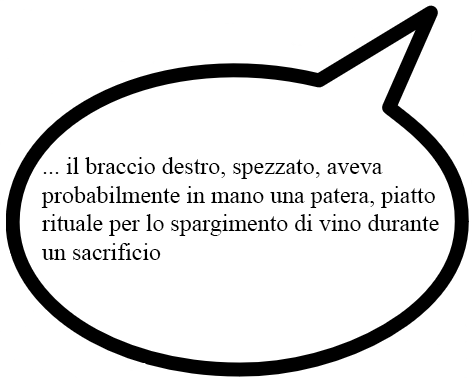 ... il braccio destro, spezzato, aveva
probabilmente in mano una patera, piatto
rituale per lo spargimento di vino durante
un sacrificio